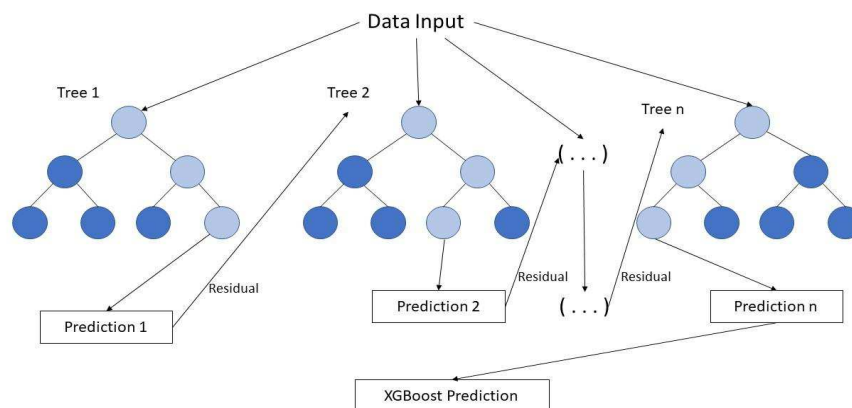 Data Input
Tree 1
Tree 2
Tree n
( . . . )
Residual
Residual
Residual
Prediction 1
Prediction 2
( . . . )
Prediction n
XGBoost Prediction